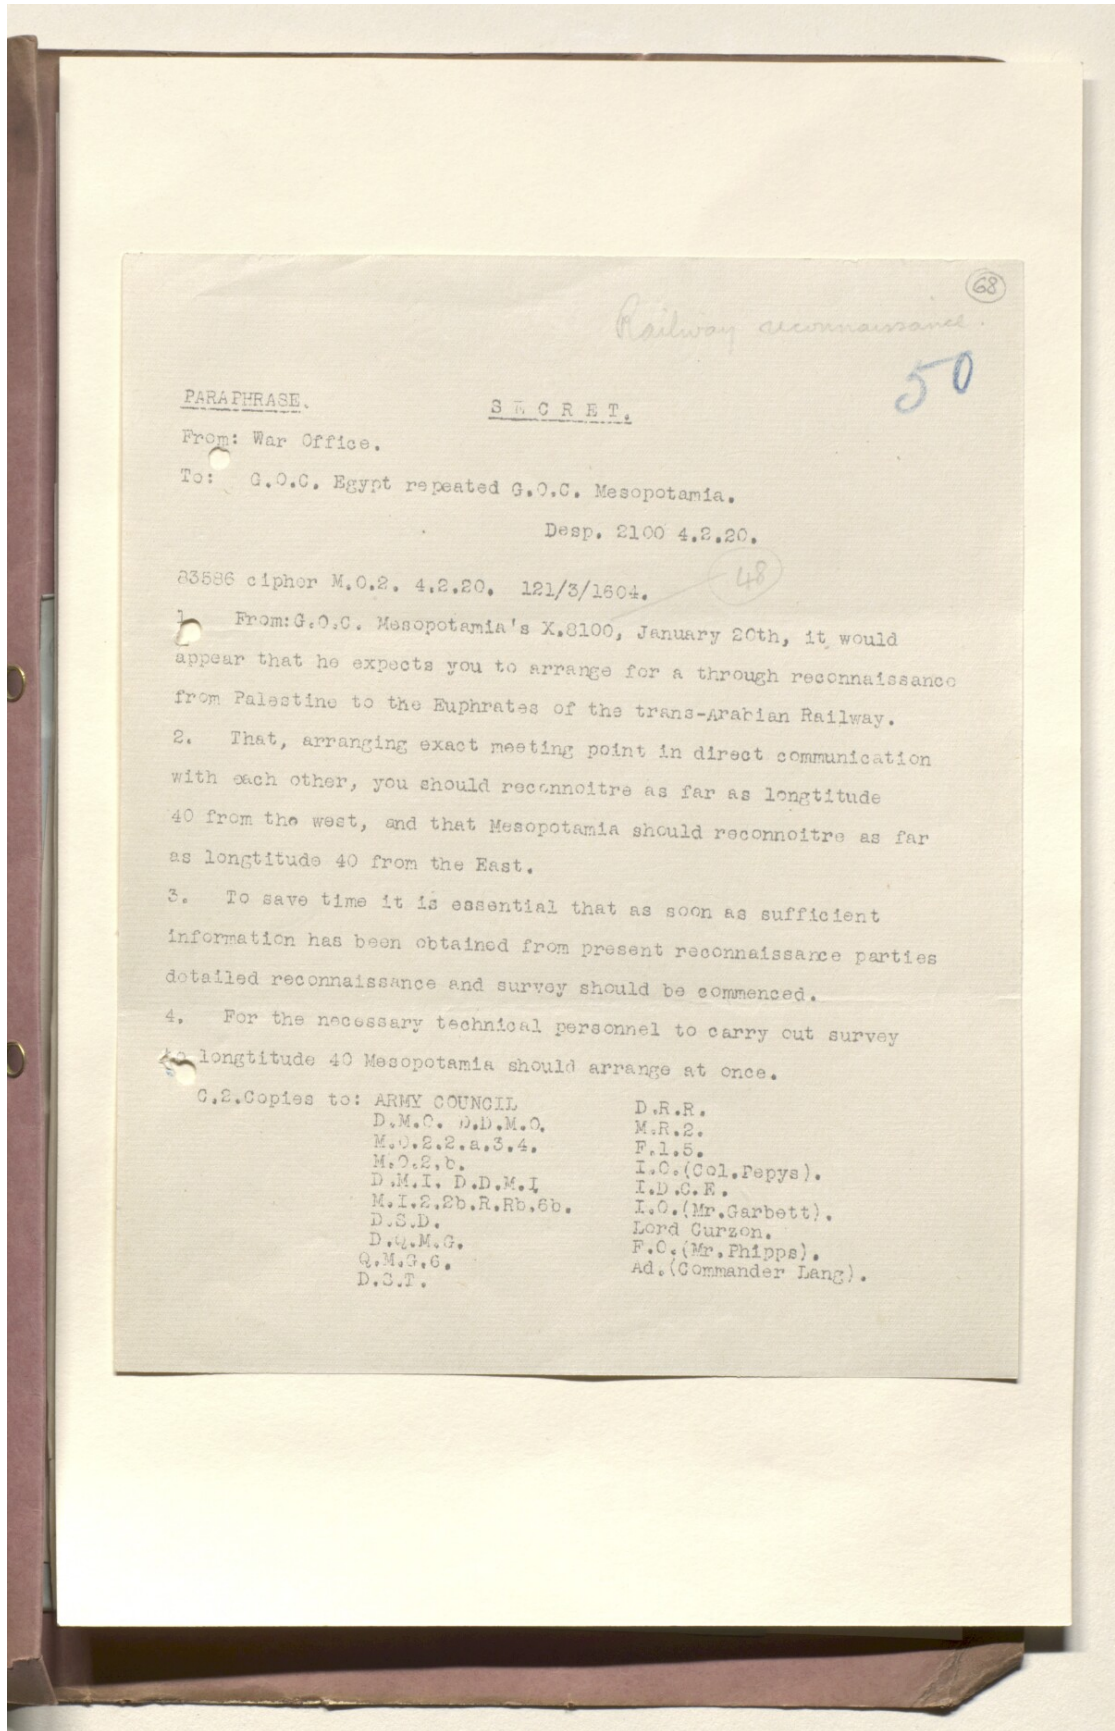 68
Railway reconnaissance.
50
PARAPHRASE.
S E C R E T.
From: War Office.
To: G.O.C. Egypt repeated G.O.C. Mesopotamia.
Desp. 2100 4.2.20.
48
83586 cipher M.O.2. 4.2.20. 121/3/1604.
1. From:G.O.C. Mesopotamia's X.8100, January 20th, it would
appear that he expects you to arrange for a through reconnaissance
from Palestine to the Euphrates of the trans-Arabian Railway.
2. That, arranging exact meeting point in direct communication
with each other, you should reconnoitre as far as longtitude
40 from the west, and that Mesopotamia should reconnoitre as far
as longtitude 40 from the East.
3. To save time it is essential that as soon as sufficient
information has been obtained from present reconnaissance parties
detailed reconnaissance and survey should be commenced.
4. For the necessary technical personnel to carry out survey
to longtitude 40 Mesopotamia should arrange at once.
C.2.Copies to: ARMY COUNCIL
D.M.O. D.D.M.O.
M.O.2.2.a.3.4.
M.O.2.b.
D.M.I. D.D.M.I
M.I.2.2b.R.Rb.6b.
D.S.D.
D.Q.M.G.
Q.M.G.6.
D.S.T.
D.R.R.
M.R.2.
F.1.5.
I.O.(Col.Pepys).
I.D.C.E.
I.O.(Mr.Garbett).
Lord Curzon.
F.O.(Mr.Phipps).
Ad.(Commander Lang).